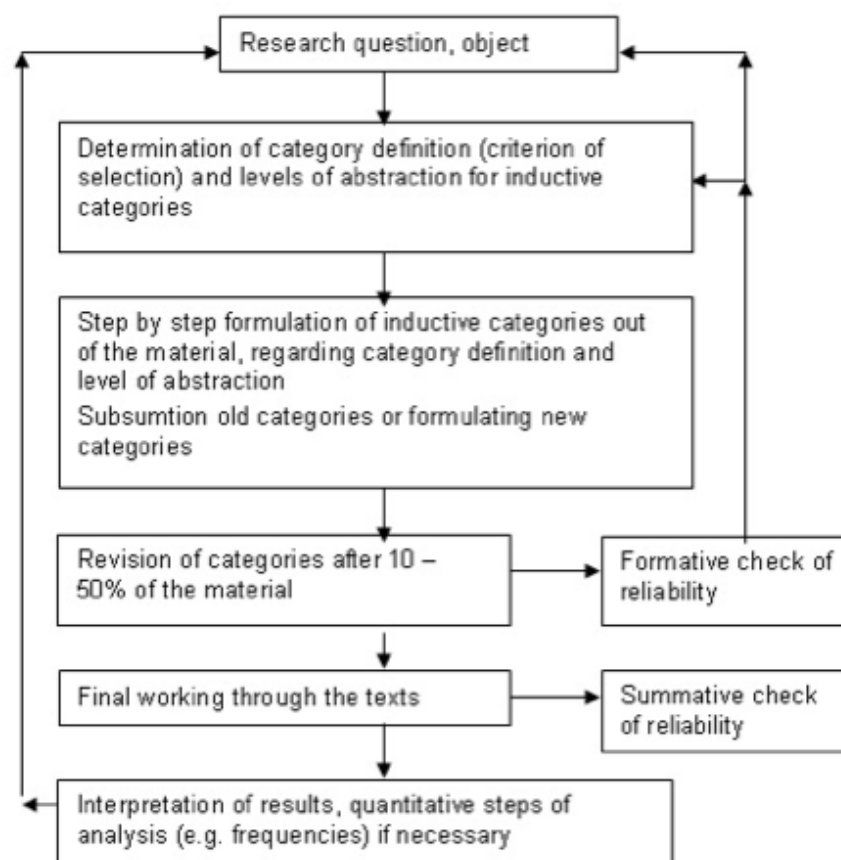 Research question, object
Determination of category definition (criterion of
selection) and levels of abstraction for inductive
categories
Step by step formulation of inductive categories out
of the material, regarding category definition and
level of abstraction
Subsumtion old categories or formulating new
categories
Revision of categories after 10 –
50% of the material
Formative check of
reliability
Final working through the texts
Summative check
of reliability
Interpretation of results, quantitative steps of
analysis (e.g. frequencies) if necessary